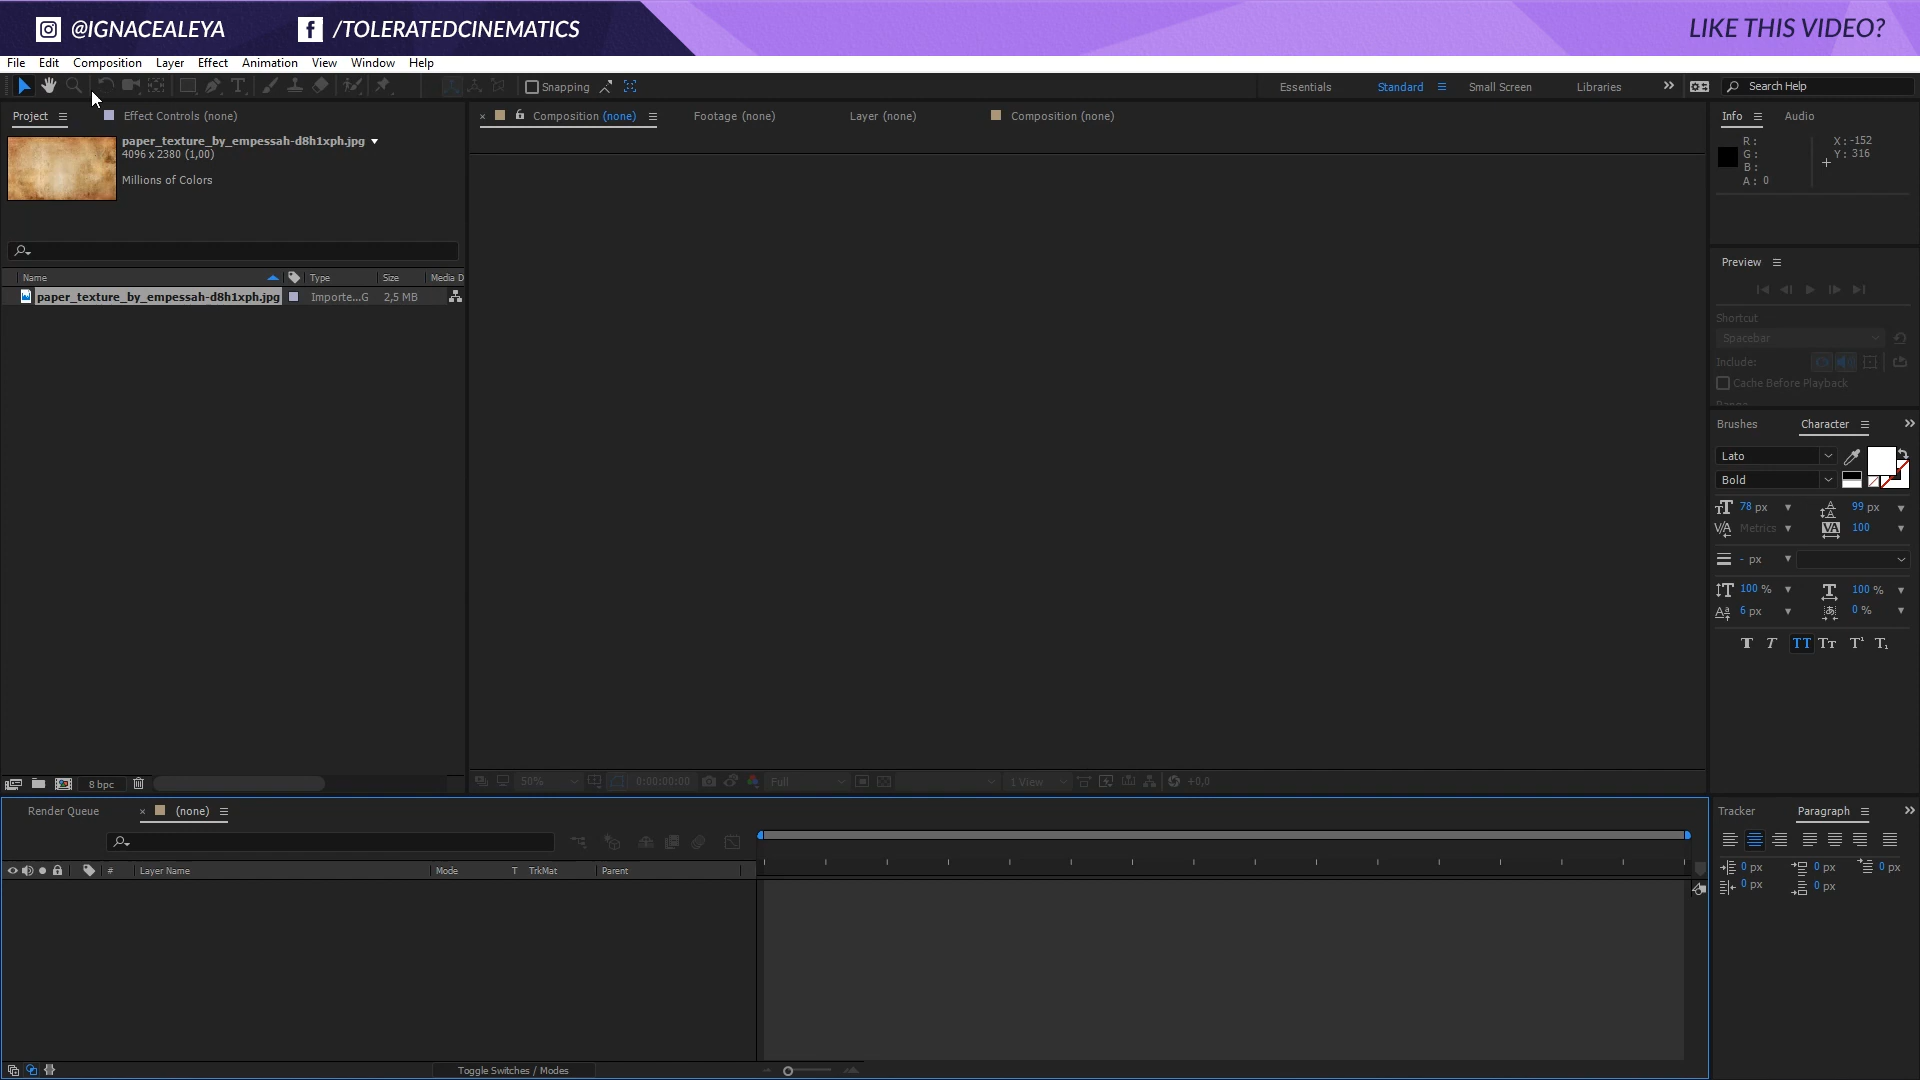 @IGNACEALEYA /TOLERATEDCINEMATICS LIKE THIS VIDEO?
File Edit Composition Layer Effect Animation View Window Help
Snapping Essentials Standard Small Screen Libraries Search Help
Project Effect Controls (none) Composition (none) Footage (none) Layer (none) Composition (none) Info Audio
paper_texture_by_empessah-d8h1xph.jpg
4096 x 2380 (1,00)
Millions of Colors
R:
G:
B:
A: 0
X: -152
Y: 316
Name Type Size Media D
paper_texture_by_empessah-d8h1xph.jpg Importe...G 2,5 MB
Preview
Shortcut
Spacebar
Include:
Cache Before Playback
Brushes Character
Lato
Bold
78 px 99 px
Metrics 100
- px
100 % 100 %
6 px 0 %
T T TT Tt T¹ T₁
8 bpc 50% 0:00:00:00 Full 1 View +0,0
Render Queue (none)
# Layer Name Mode T TrkMat Parent
Toggle Switches / Modes
Tracker Paragraph
0 px 0 px 0 px
0 px 0 px